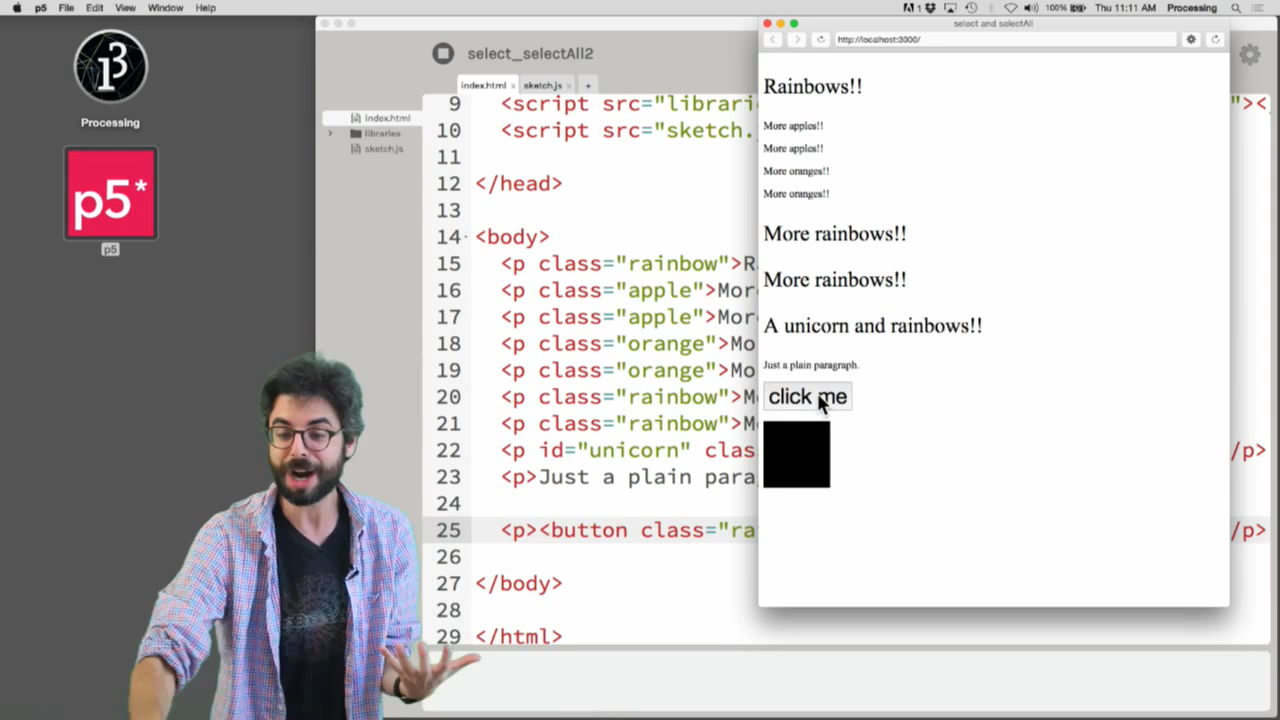 p5 File Edit View Window Help
1 100% Thu 11:11 AM Processing
Processing
p5*
p5
select_selectAll2
index.html × sketch.js × +
index.html
libraries
sketch.js
9 <script src="librari "><
10 <script src="sketch.
11
12 </head>
13
14 <body>
15 <p class="rainbow">R
16 <p class="apple">Mor
17 <p class="apple">Mor
18 <p class="orange">Mo
19 <p class="orange">Mo
20 <p class="rainbow">M
21 <p class="rainbow">M
22 <p id="unicorn" clas /p>
23 <p>Just a plain para
24
25 <p><button class="ra /p>
26
27 </body>
28
29 </html>
select and selectAll
http://localhost:3000/
Rainbows!!
More apples!!
More apples!!
More oranges!!
More oranges!!
More rainbows!!
More rainbows!!
A unicorn and rainbows!!
Just a plain paragraph.
click me